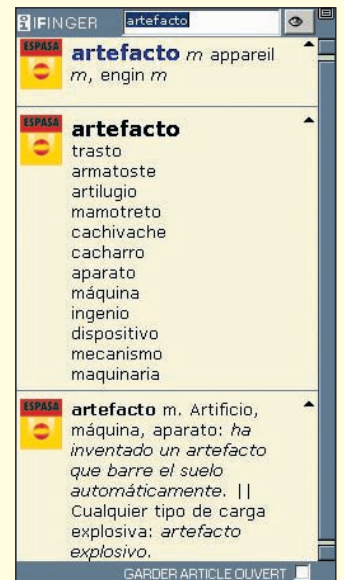 iFINGER artefacto
ESPASA
artefacto m appareil
m, engin m
ESPASA
artefacto
trasto
armatoste
artilugio
mamotreto
cachivache
cacharro
aparato
máquina
ingenio
dispositivo
mecanismo
maquinaria
ESPASA
artefacto m. Artificio,
máquina, aparato: ha
inventado un artefacto
que barre el suelo
automáticamente. ||
Cualquier tipo de carga
explosiva: artefacto
explosivo.
GARDER ARTICLE OUVERT